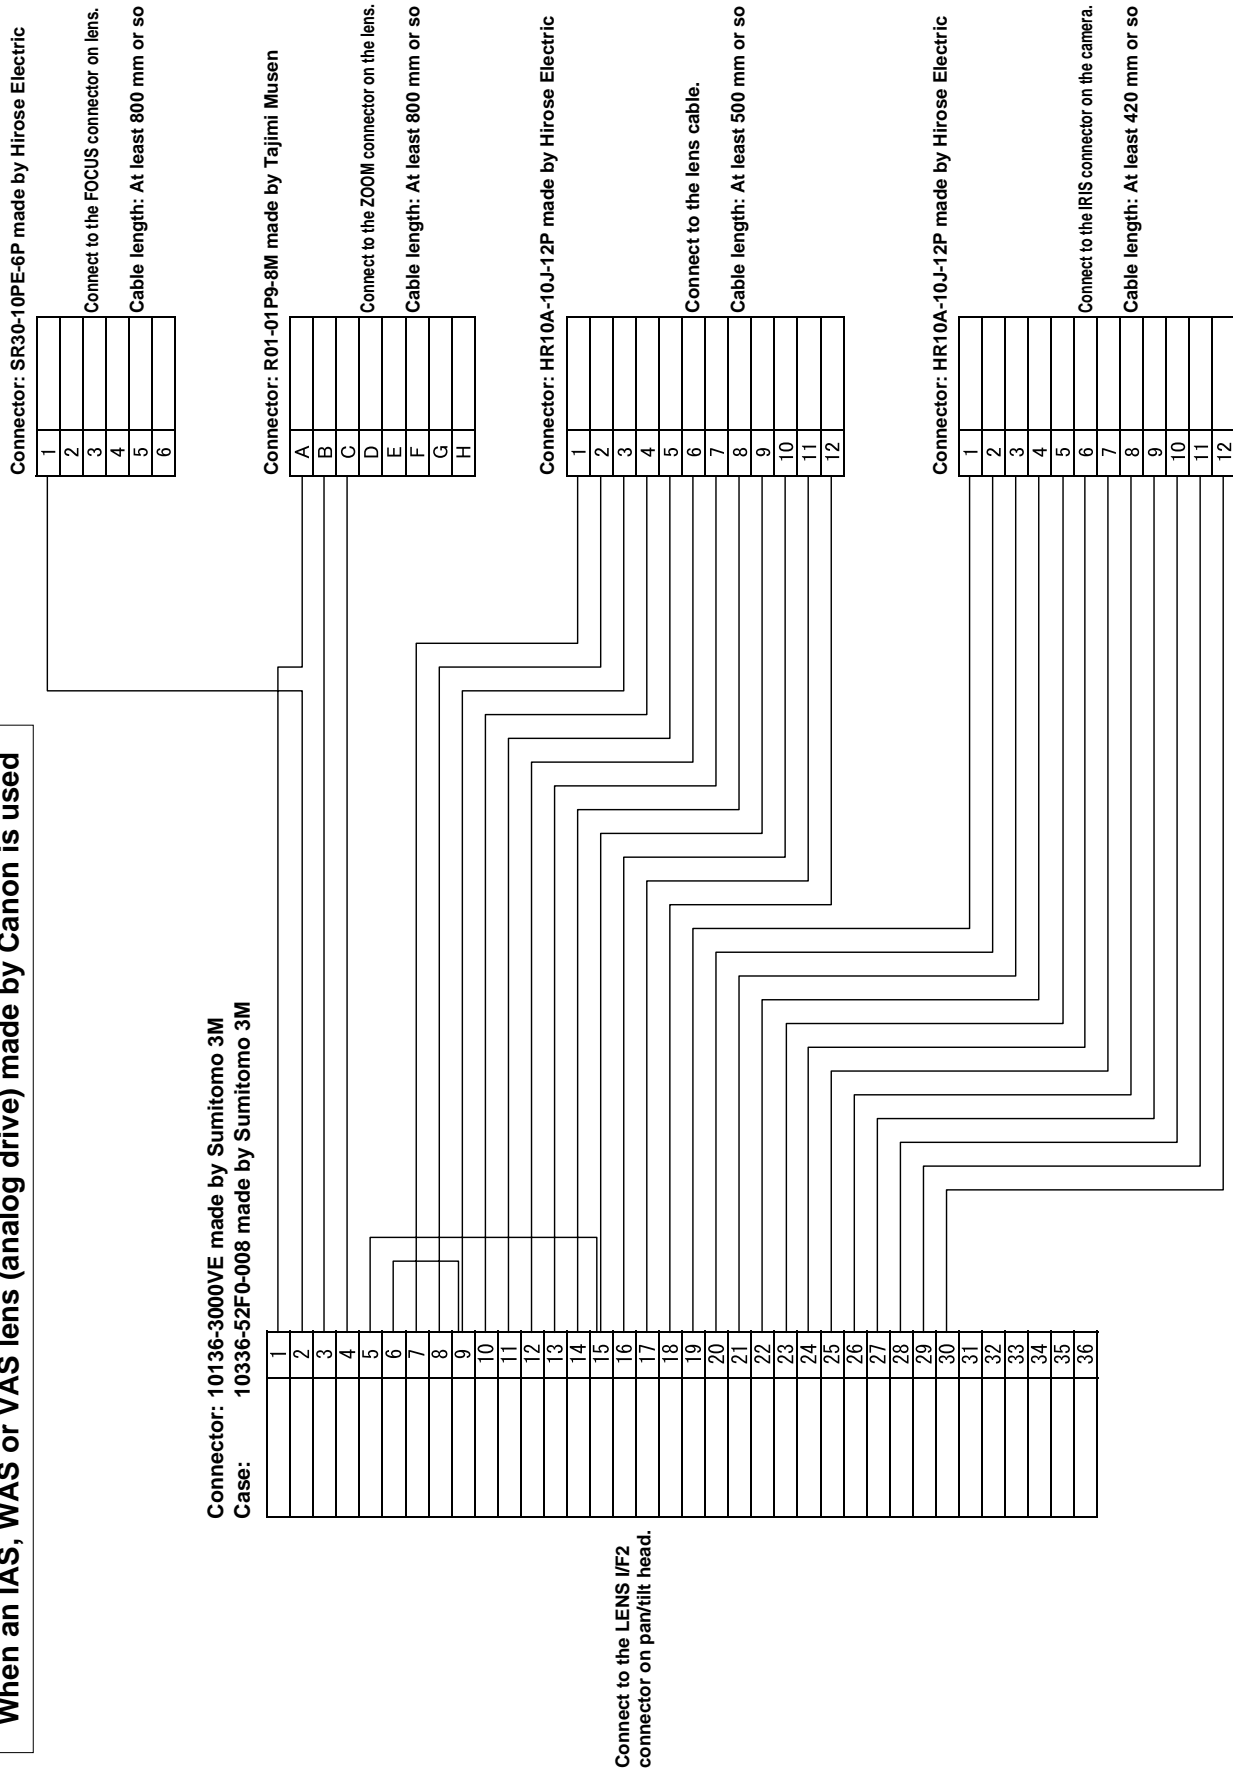 When an IAS, WAS or VAS lens (analog drive) made by Canon is used
Connector: 10136-3000VE made by Sumitomo 3M
Case: 10336-52F0-008 made by Sumitomo 3M
1
2
3
4
5
6
7
8
9
10
11
12
13
14
15
16
17
18
19
20
21
22
23
24
25
26
27
28
29
30
31
32
33
34
35
36
Connect to the LENS I/F2
connector on pan/tilt head.
Connector: SR30-10PE-6P made by Hirose Electric
1
2
3
4
5
6
Connect to the FOCUS connector on lens.
Cable length: At least 800 mm or so
Connector: R01-01P9-8M made by Tajimi Musen
A
B
C
D
E
F
G
H
Connect to the ZOOM connector on the lens.
Cable length: At least 800 mm or so
Connector: HR10A-10J-12P made by Hirose Electric
1
2
3
4
5
6
7
8
9
10
11
12
Connect to the lens cable.
Cable length: At least 500 mm or so
Connector: HR10A-10J-12P made by Hirose Electric
1
2
3
4
5
6
7
8
9
10
11
12
Connect to the IRIS connector on the camera.
Cable length: At least 420 mm or so